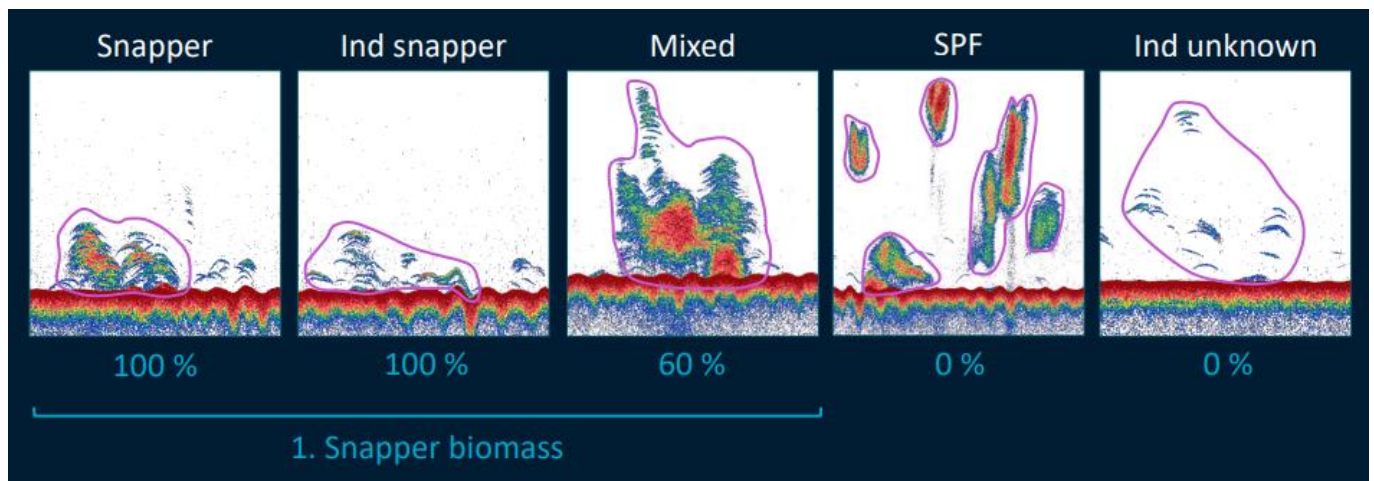 Snapper Ind snapper Mixed SPF Ind unknown
100 % 100 % 60 % 0 % 0 %
1. Snapper biomass